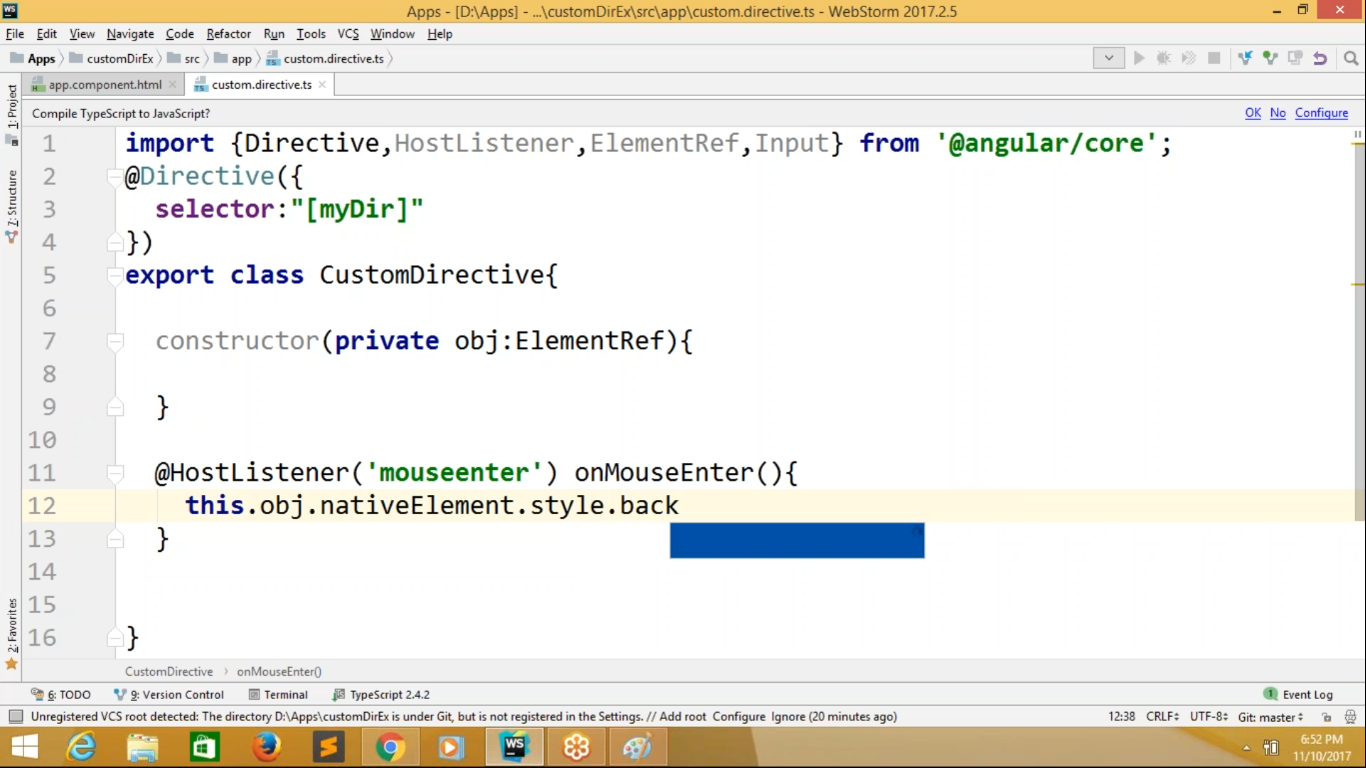 WS
Apps - [D:\Apps] - ...\customDirEx\src\app\custom.directive.ts - WebStorm 2017.2.5
File Edit View Navigate Code Refactor Run Tools VCS Window Help
Apps customDirEx src app custom.directive.ts
app.component.html custom.directive.ts
Compile TypeScript to JavaScript? OK No Configure
1: Project
7: Structure
2: Favorites
1 import {Directive,HostListener,ElementRef,Input} from '@angular/core';
2 @Directive({
3 selector:"[myDir]"
4 })
5 export class CustomDirective{
6
7 constructor(private obj:ElementRef){
8
9 }
10
11 @HostListener('mouseenter') onMouseEnter(){
12 this.obj.nativeElement.style.back
13 }
14
15
16 }
CustomDirective onMouseEnter()
6: TODO 9: Version Control Terminal TypeScript 2.4.2 1 Event Log
Unregistered VCS root detected: The directory D:\Apps\customDirEx is under Git, but is not registered in the Settings. // Add root Configure Ignore (20 minutes ago) 12:38 CRLF UTF-8 Git: master
WS
6:52 PM
11/10/2017